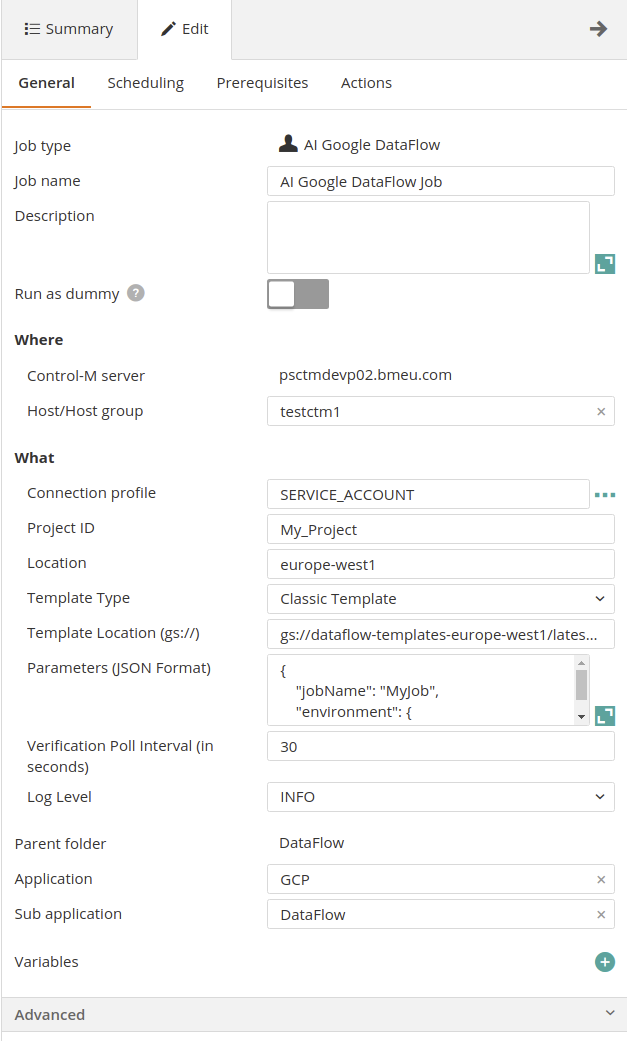 Summary Edit
General Scheduling Prerequisites Actions
Job type AI Google DataFlow
Job name AI Google DataFlow Job
Description
Run as dummy ?
Where
Control-M server psctmdevp02.bmeu.com
Host/Host group testctm1 ×
What
Connection profile SERVICE_ACCOUNT
Project ID My_Project
Location europe-west1
Template Type Classic Template
Template Location (gs://) gs://dataflow-templates-europe-west1/lates...
Parameters (JSON Format) {
"jobName": "MyJob",
"environment": {
Verification Poll Interval (in 30
seconds)
Log Level INFO
Parent folder DataFlow
Application GCP ×
Sub application DataFlow ×
Variables
Advanced